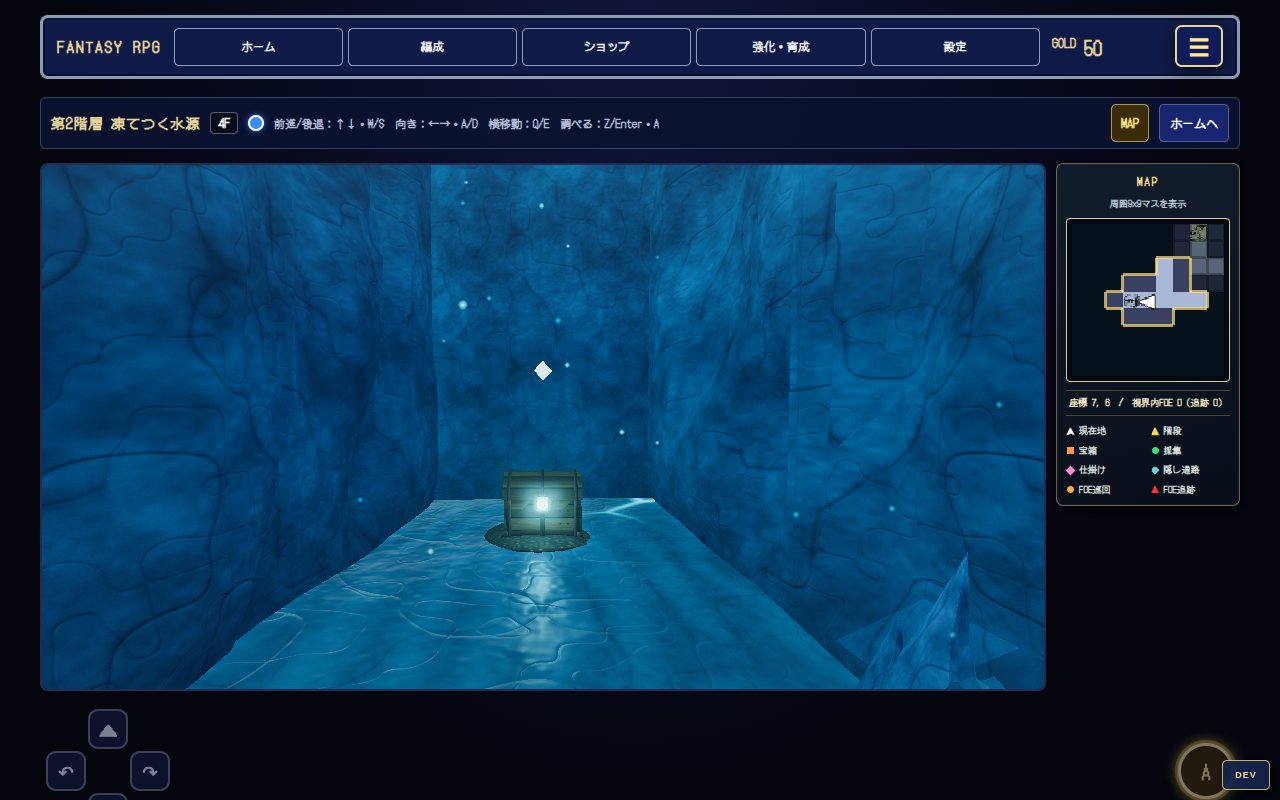 FANTASY RPG
ホーム
編成
ショップ
強化・育成
設定
GOLD 50
第2階層 凍てつく水源
4F
前進/後退：↑↓・W/S 向き：←→・A/D 横移動：Q/E 調べる：Z/Enter・A
MAP
ホームへ
MAP
周囲9x9マスを表示
座標 7, 6 / 視界内FOE 0 (追跡 0)
現在地
階段
宝箱
採集
仕掛け
隠し通路
FOE巡回
FOE追跡
A
DEV